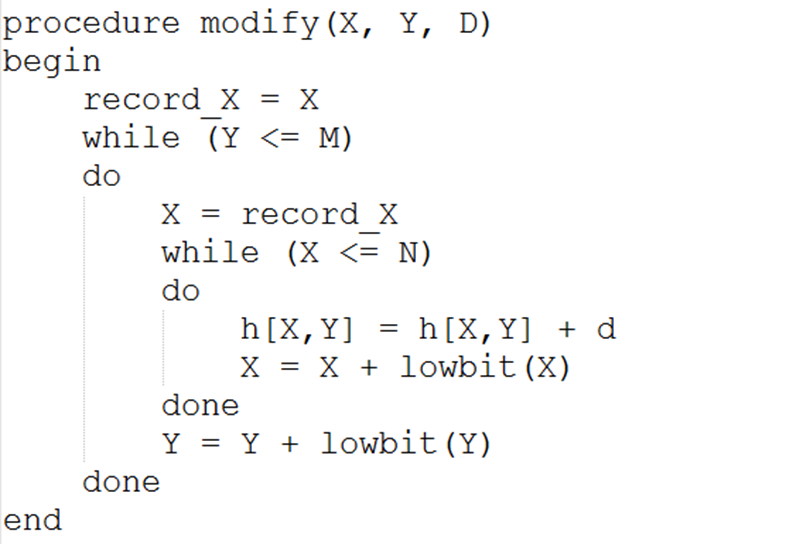 procedure modify(X, Y, D)
begin
    record_X = X
    while (Y <= M)
    do
        X = record_X
        while (X <= N)
        do
            h[X,Y] = h[X,Y] + d
            X = X + lowbit(X)
        done
        Y = Y + lowbit(Y)
    done
end